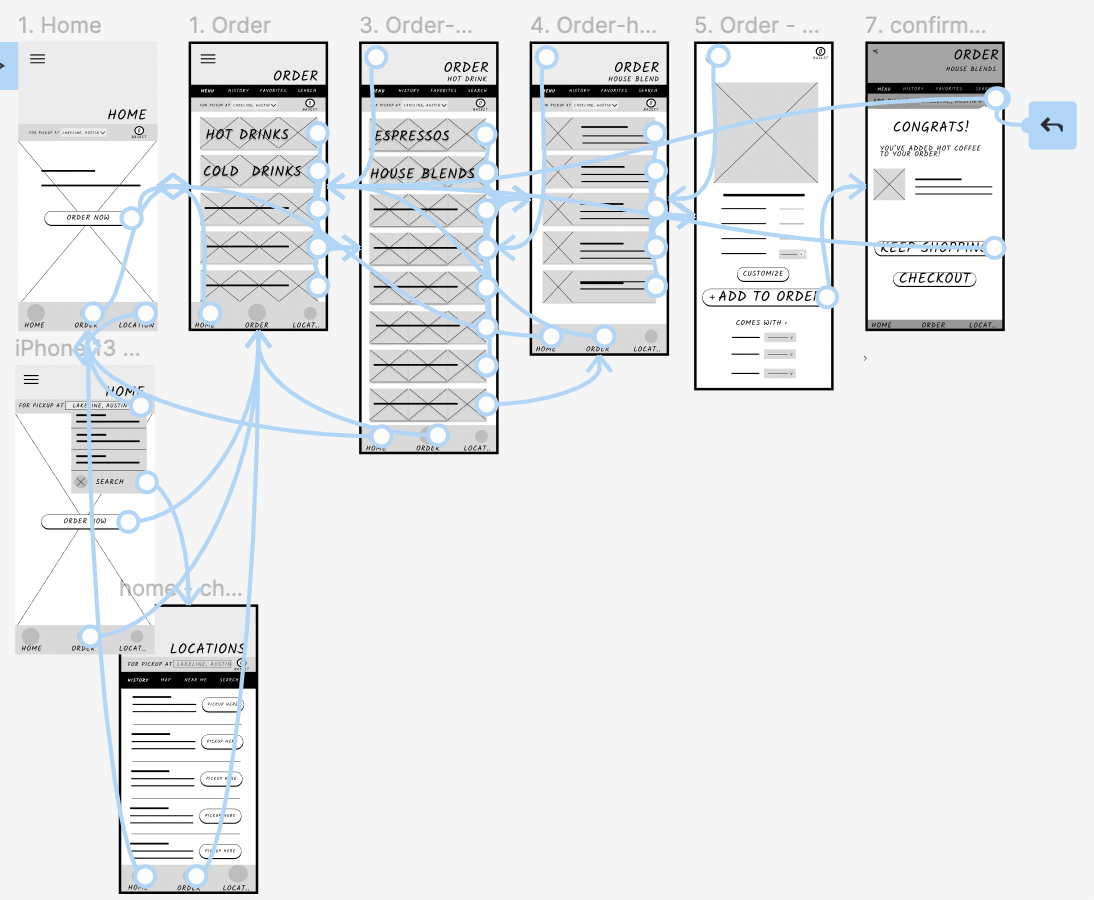 1. Home
HOME
FOR PICKUP AT LAKELINE, AUSTIN
BASKET
ORDER NOW
HOME ORDER LOCATION
1. Order
ORDER
MENU HISTORY FAVORITES SEARCH
FOR PICKUP AT LAKELINE, AUSTIN
BASKET
HOT DRINKS
COLD DRINKS
HOME ORDER LOCAT..
3. Order-...
ORDER
HOT DRINK
MENU HISTORY FAVORITES SEARCH
FOR PICKUP AT LAKELINE, AUSTIN
BASKET
ESPRESSOS
HOUSE BLENDS
HOME ORDER LOCAT..
4. Order-h...
ORDER
HOUSE BLEND
MENU HISTORY FAVORITES SEARCH
FOR PICKUP AT LAKELINE, AUSTIN
BASKET
HOME ORDER LOCAT..
5. Order - ...
BASKET
CUSTOMIZE
+ ADD TO ORDER
COMES WITH
7. confirm...
ORDER
HOUSE BLENDS
MENU HISTORY FAVORITES SEARCH
FOR PICKUP AT LAKELINE, AUSTIN
CONGRATS!
YOU'VE ADDED HOT COFFEE
TO YOUR ORDER!
KEEP SHOPPING
CHECKOUT
HOME ORDER LOCAT..
iPhone 13 ...
HOME
FOR PICKUP AT LAKELINE, AUSTIN
SEARCH
ORDER NOW
HOME ORDER LOCAT..
home - ch...
LOCATIONS
FOR PICKUP AT LAKELINE, AUSTIN
BASKET
HISTORY MAP NEAR ME SEARCH
PICKUP HERE
PICKUP HERE
PICKUP HERE
PICKUP HERE
PICKUP HERE
HOME ORDER LOCAT..